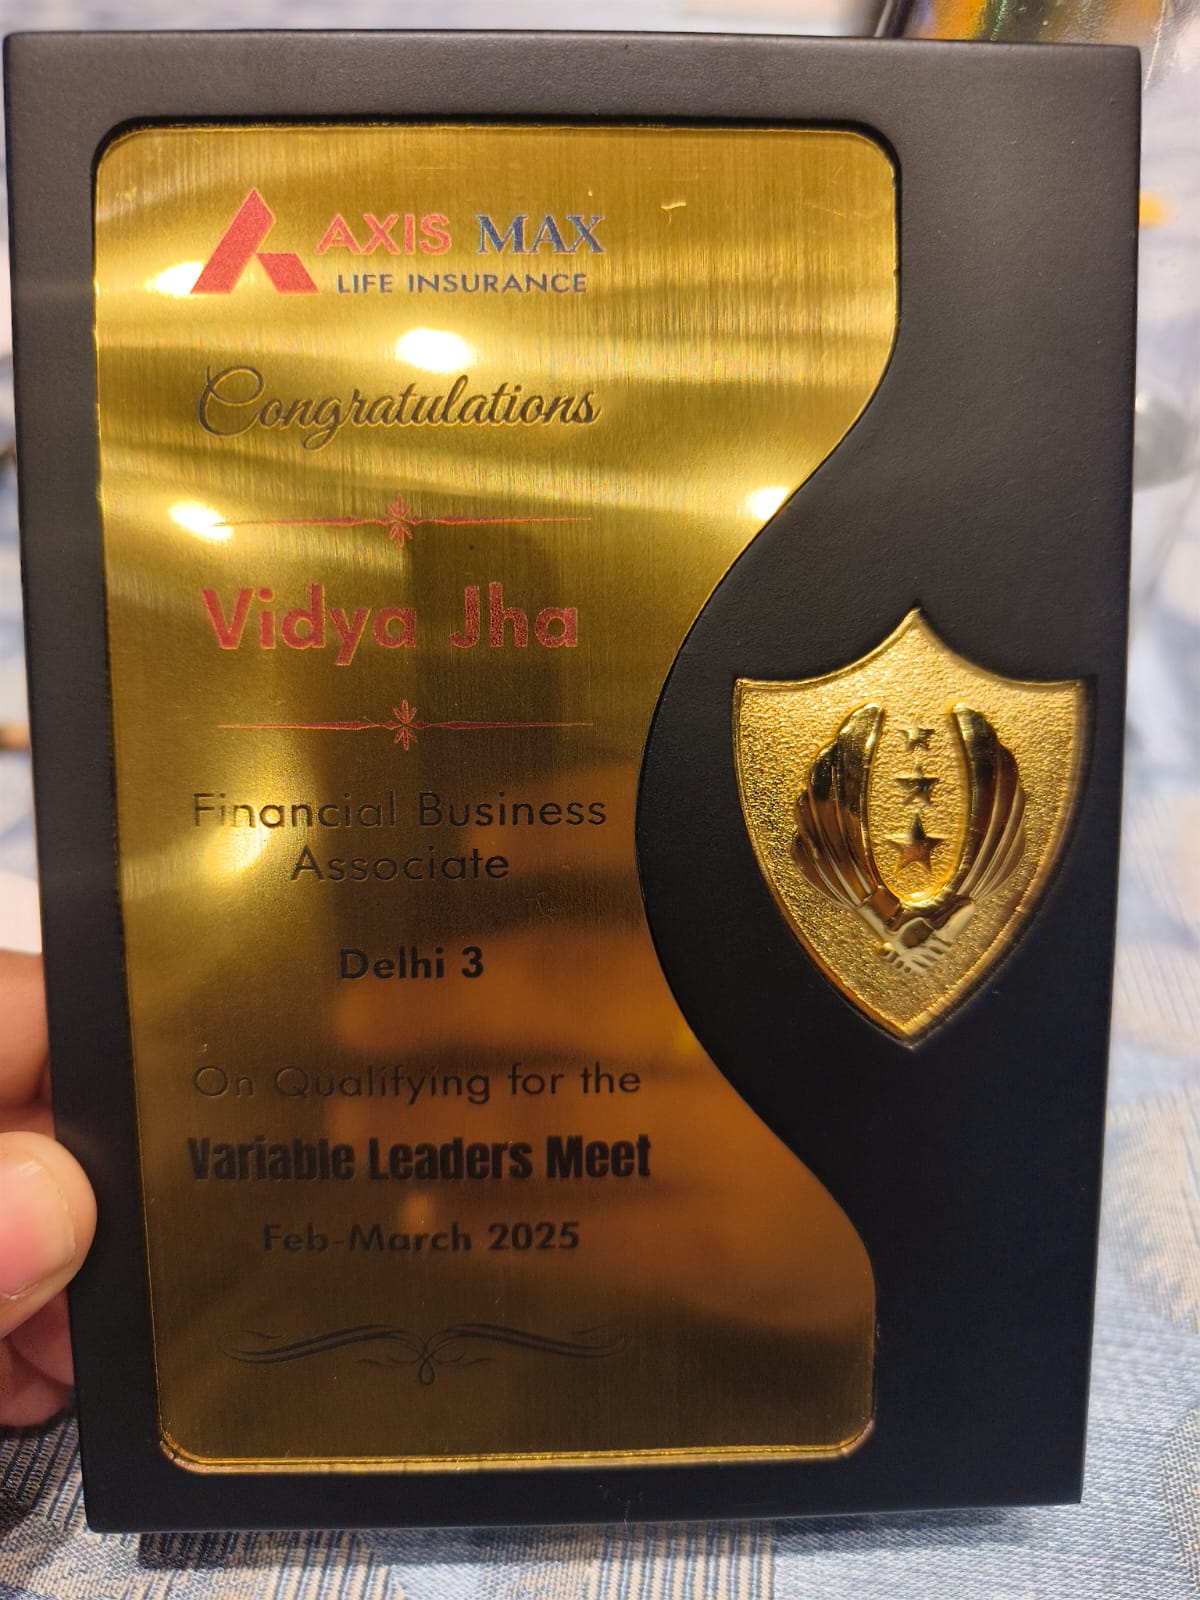 AXIS MAX
LIFE INSURANCE
Congratulations
Vidya Jha
Financial Business
Associate
Delhi 3
On Qualifying for the
Variable Leaders Meet
Feb-March 2025